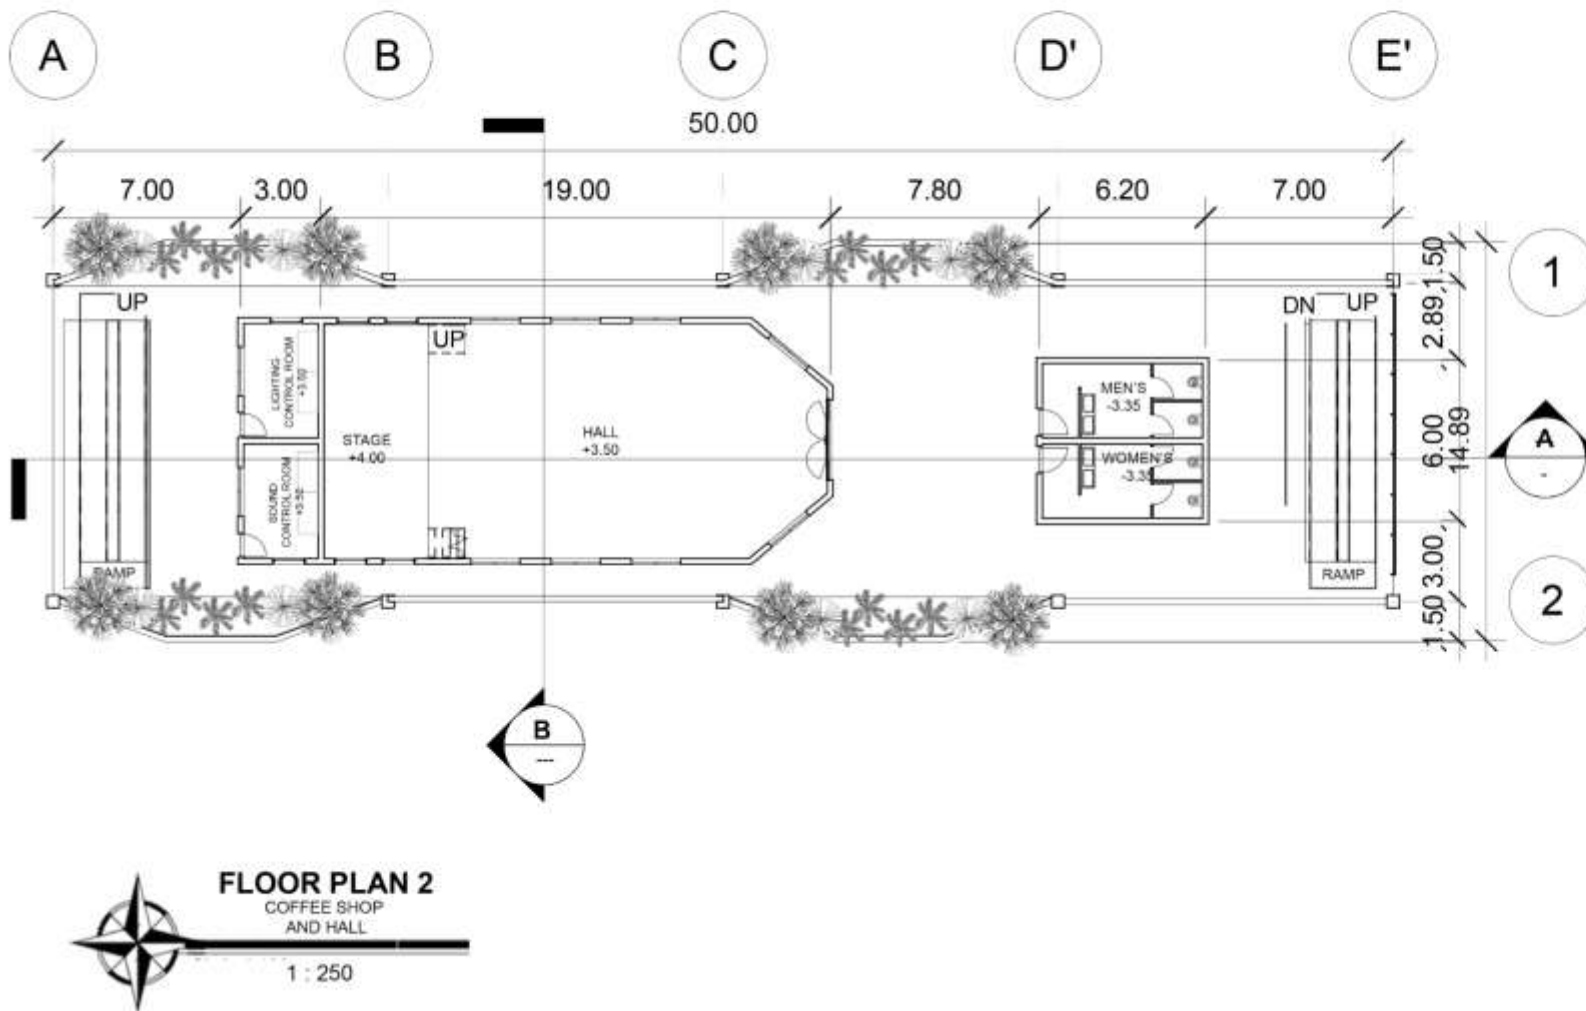 A B C D' E'
50.00
7.00 3.00 19.00 7.80 6.20 7.00
1.50
1
UP
DN UP
2.89
UP
LIGHTING
CONTROL ROOM
+3.50
MEN'S
-3.35
STAGE
+4.00
HALL
+3.50
6.00
14.89
A
-
WOMEN'S
-3.35
SOUND
CONTROL ROOM
+3.50
RAMP
RAMP
3.00
2
1.50
B
---
FLOOR PLAN 2
COFFEE SHOP
AND HALL
1 : 250